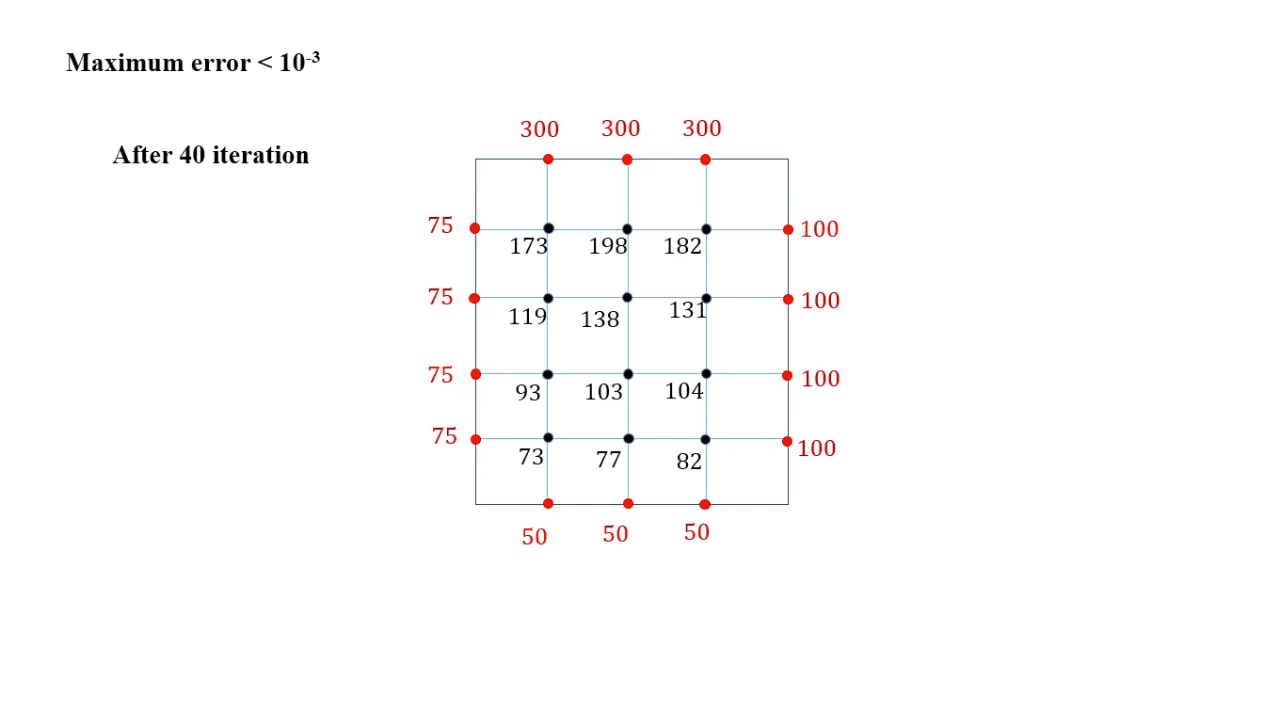 Maximum error < 10-3
After 40 iteration
300 300 300
75 100
173 198 182
75 100
119 138 131
75 100
93 103 104
75 100
73 77 82
50 50 50